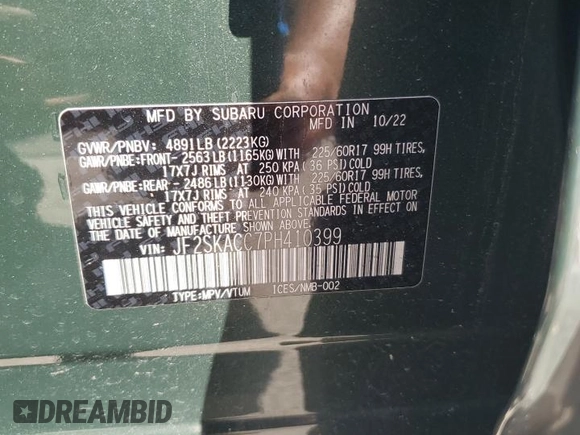 MFD BY SUBARU CORPORATION
MFD IN 10/22
GVWR/PNBV: 4891LB(2223KG)
GAWR/PNBE:FRONT- 2563LB(1165KG)WITH 225/60R17 99H TIRES,
17X7J RIMS AT 250 KPA (36 PSI)COLD
GAWR/PNBE:REAR - 2486LB(1130KG)WITH 225/60R17 99H TIRES,
17X7J RIMS AT 240 KPA (35 PSI)COLD
THIS VEHICLE CONFORMS TO ALL APPLICABLE FEDERAL MOTOR
VEHICLE SAFETY AND THEFT PREVENTION STANDARDS IN EFFECT
ON THE DATE OF MANUFACTURE SHOWN ABOVE.
VIN: JF2SKACC7PH410399
TYPE:MPV/VTUM ICES/NMB-002
DREAMBID